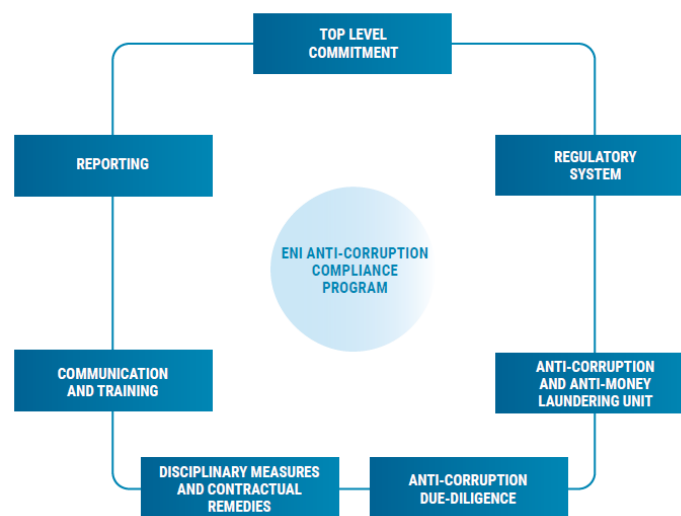 TOP LEVEL
COMMITMENT
REPORTING
REGULATORY
SYSTEM
ENI ANTI-CORRUPTION
COMPLIANCE
PROGRAM
COMMUNICATION
AND TRAINING
ANTI-CORRUPTION
AND ANTI-MONEY
LAUNDERING UNIT
DISCIPLINARY MEASURES
AND CONTRACTUAL
REMEDIES
ANTI-CORRUPTION
DUE-DILIGENCE